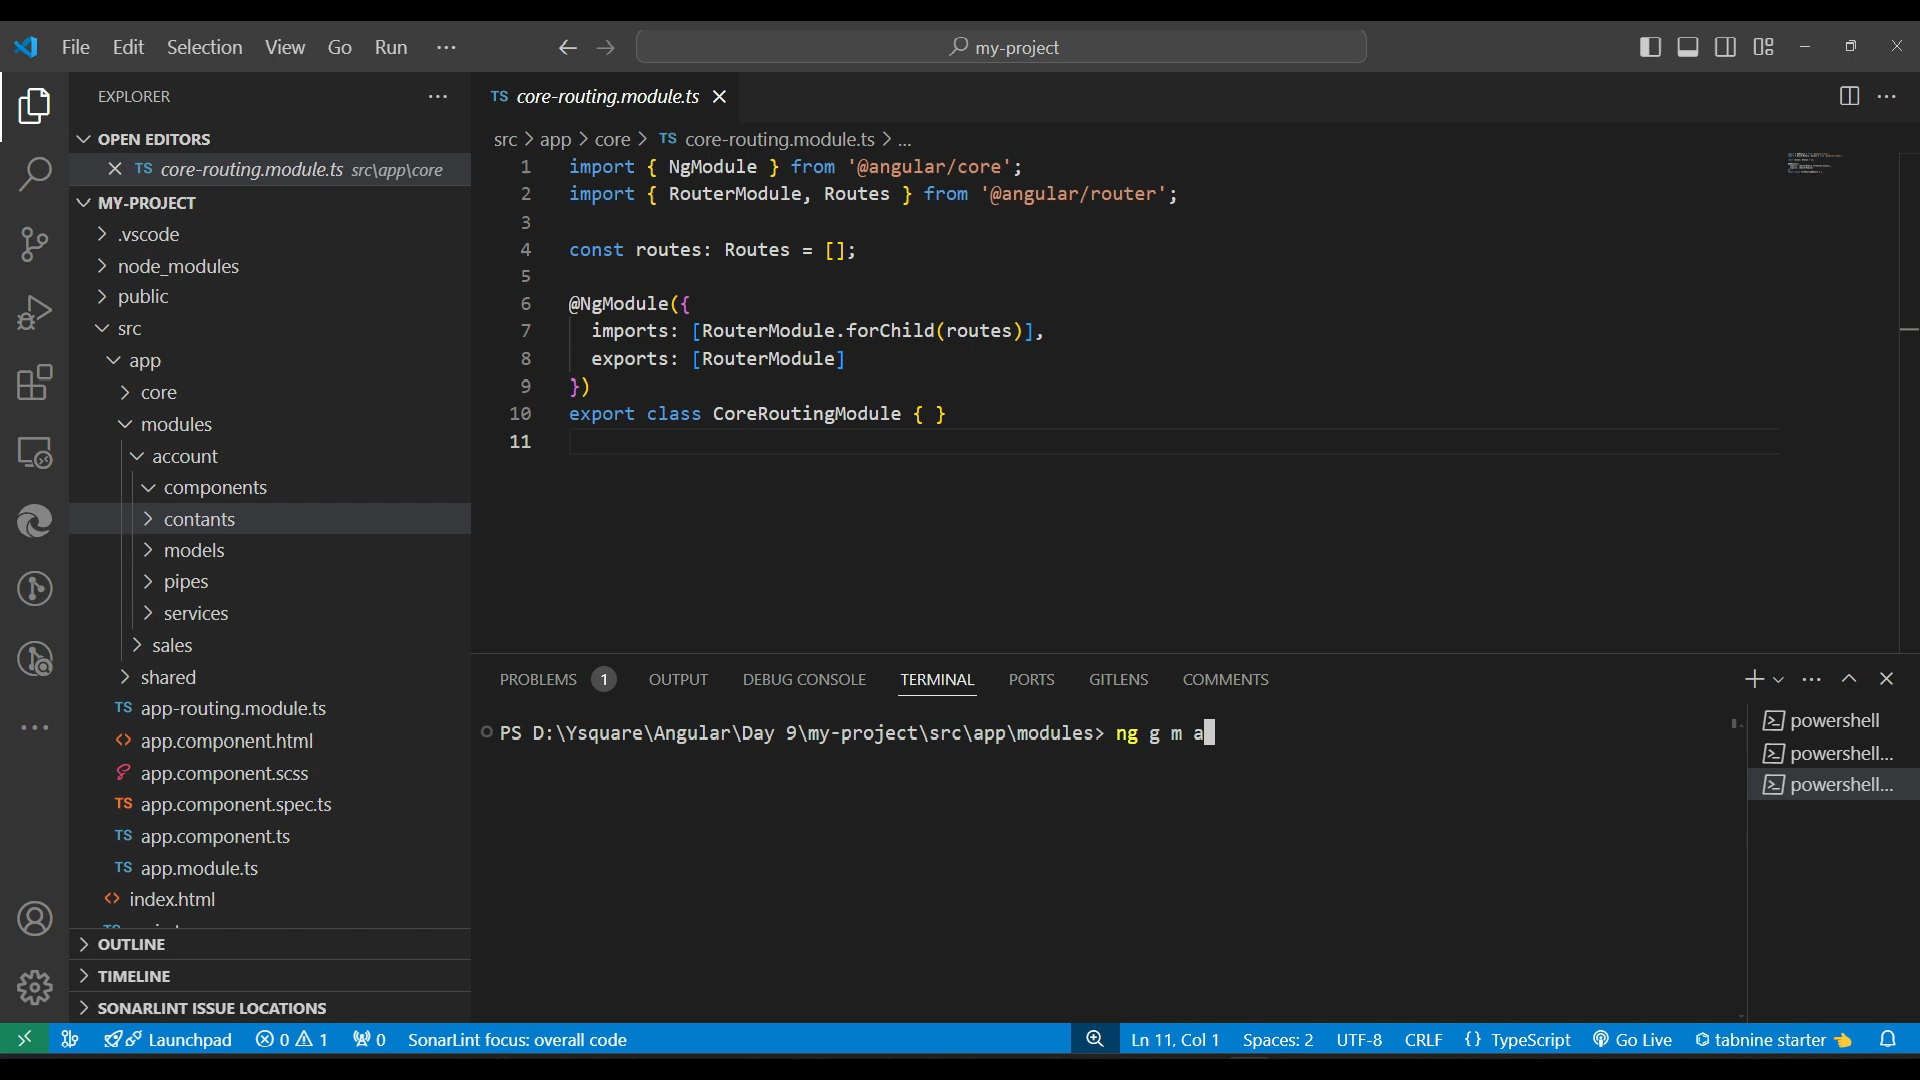 File Edit Selection View Go Run ···
my-project
EXPLORER
OPEN EDITORS
TS core-routing.module.ts src\app\core
MY-PROJECT
.vscode
node_modules
public
src
app
core
modules
account
components
contants
models
pipes
services
sales
shared
TS app-routing.module.ts
<> app.component.html
app.component.scss
TS app.component.spec.ts
TS app.component.ts
TS app.module.ts
<> index.html
OUTLINE
TIMELINE
SONARLINT ISSUE LOCATIONS
TS core-routing.module.ts
src > app > core > TS core-routing.module.ts > ...
1 import { NgModule } from '@angular/core';
2 import { RouterModule, Routes } from '@angular/router';
3
4 const routes: Routes = [];
5
6 @NgModule({
7 imports: [RouterModule.forChild(routes)],
8 exports: [RouterModule]
9 })
10 export class CoreRoutingModule { }
11
PROBLEMS 1 OUTPUT DEBUG CONSOLE TERMINAL PORTS GITLENS COMMENTS
PS D:\Ysquare\Angular\Day 9\my-project\src\app\modules> ng g m a
powershell
powershell...
powershell...
Launchpad 0 1 0 SonarLint focus: overall code Ln 11, Col 1 Spaces: 2 UTF-8 CRLF {} TypeScript Go Live tabnine starter